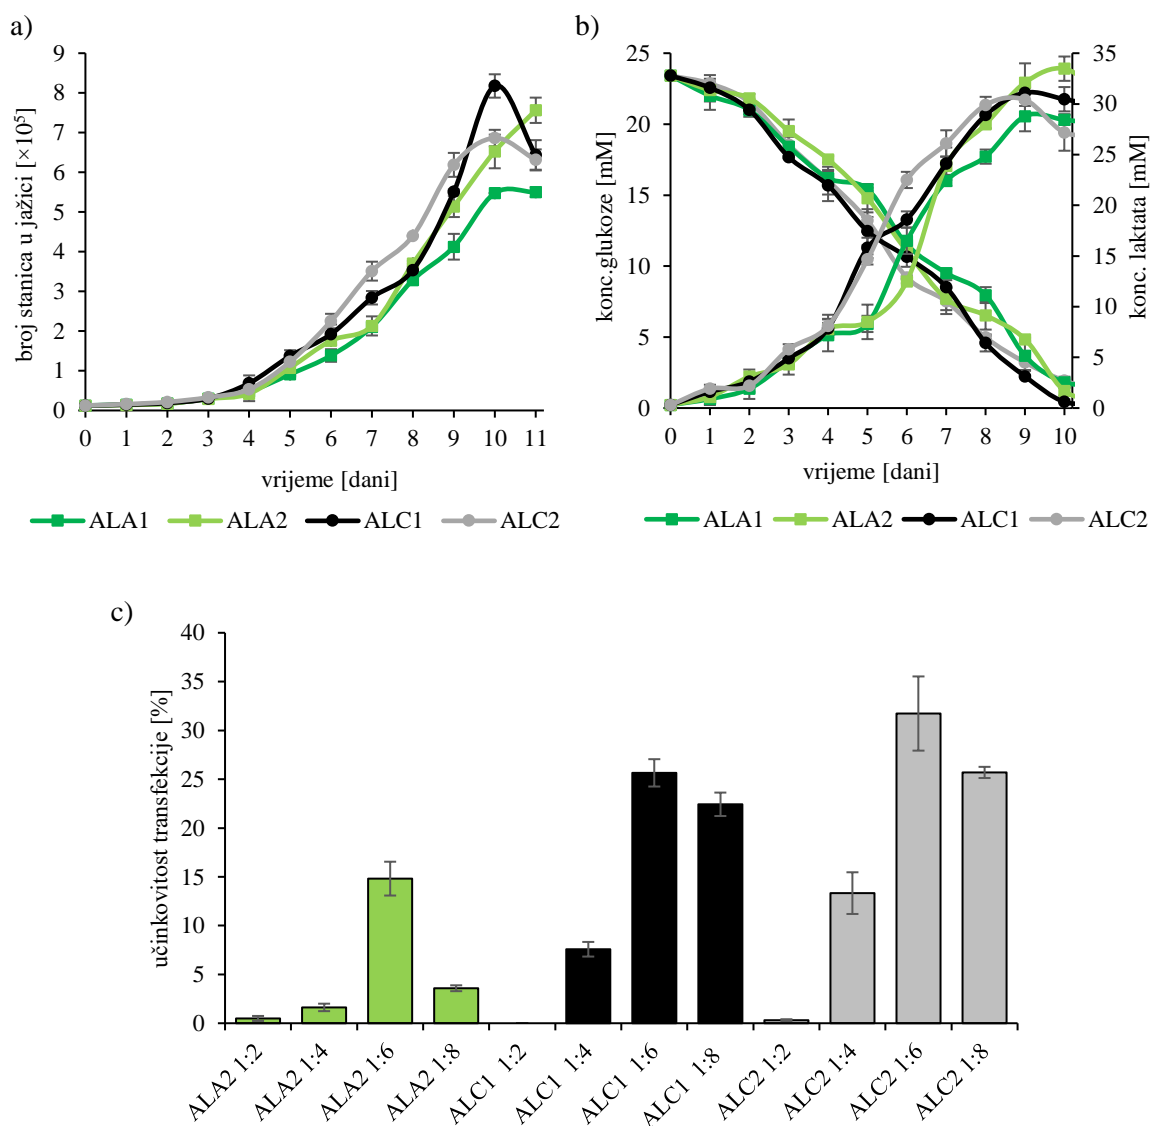 a)
broj stanica u jažici [×10⁵]
9
8
7
6
5
4
3
2
1
0
0 1 2 3 4 5 6 7 8 9 10 11
vrijeme [dani]
ALA1 ALA2 ALC1 ALC2
b)
konc.glukoze [mM]
25
20
15
10
5
0
35
30
25
20
15
10
5
0
konc. laktata [mM]
0 1 2 3 4 5 6 7 8 9 10
vrijeme [dani]
ALA1 ALA2 ALC1 ALC2
c)
učinkovitost transfekcije [%]
40
35
30
25
20
15
10
5
0
ALA2 1:2
ALA2 1:4
ALA2 1:6
ALA2 1:8
ALC1 1:2
ALC1 1:4
ALC1 1:6
ALC1 1:8
ALC2 1:2
ALC2 1:4
ALC2 1:6
ALC2 1:8